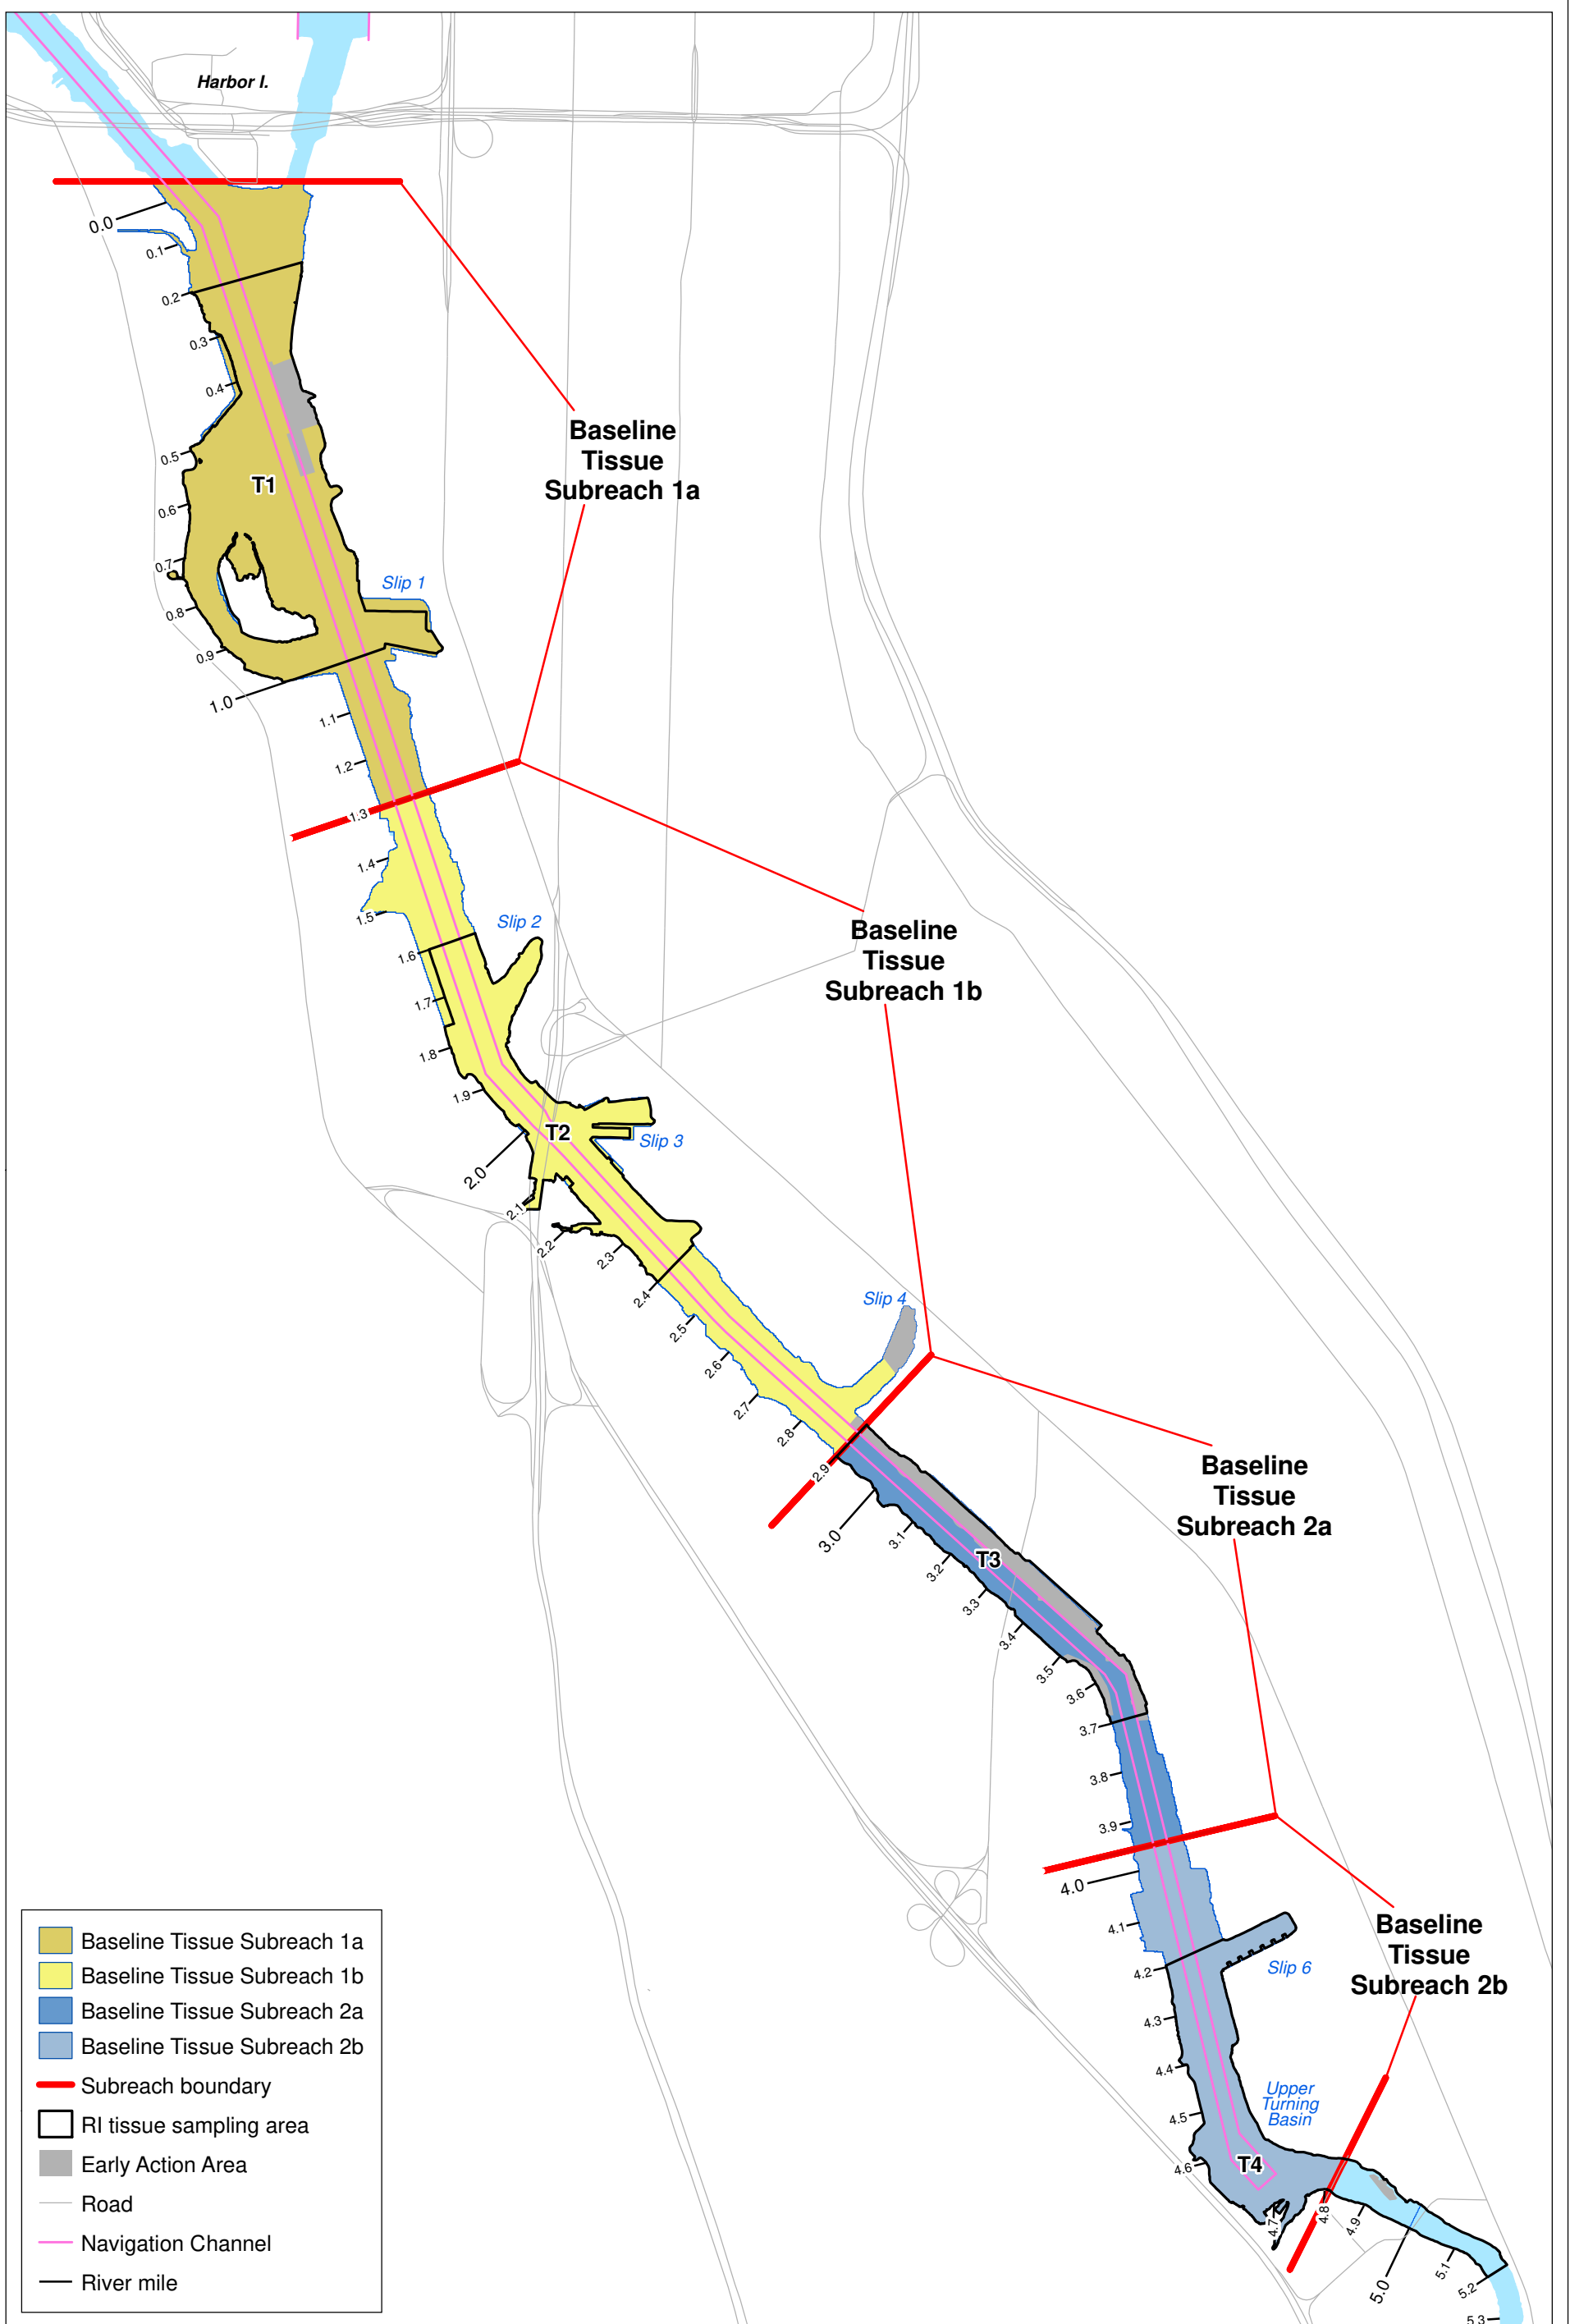 Harbor I.
0.0
0.1
0.2
0.3
0.4
Baseline
Tissue
Subreach 1a
0.5
T1
0.6
0.7
Slip 1
0.8
0.9
1.0
1.1
1.2
1.3
1.4
1.5
Slip 2
Baseline
Tissue
Subreach 1b
1.6
1.7
1.8
1.9
T2
Slip 3
2.0
2.1
2.2
2.3
2.4
Slip 4
2.5
2.6
2.7
2.8
2.9
Baseline
Tissue
Subreach 2a
3.0
3.1
T3
3.2
3.3
3.4
3.5
3.6
3.7
3.8
3.9
4.0
4.1
Baseline
Tissue
Subreach 2b
4.2
Slip 6
4.3
4.4
Upper
Turning
Basin
4.5
4.6
T4
4.7
4.8
4.9
5.0
5.1
5.2
5.3
Baseline Tissue Subreach 1a
Baseline Tissue Subreach 1b
Baseline Tissue Subreach 2a
Baseline Tissue Subreach 2b
Subreach boundary
RI tissue sampling area
Early Action Area
Road
Navigation Channel
River mile